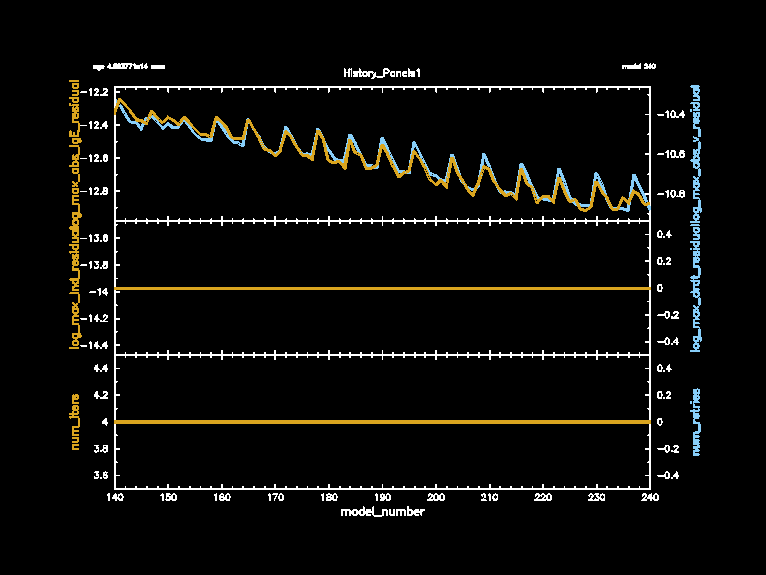 age 4.883771e14 secs
model 240
History_Panels1
log_max_abs_lgE_residual
-12.2
-12.4
-12.6
-12.8
-10.4
-10.6
-10.8
log_max_abs_v_residual
log_max_lnd_residual
-13.6
-13.8
-14
-14.2
-14.4
0.4
0.2
0
-0.2
-0.4
log_max_drdt_residual
num_iters
4.4
4.2
4
3.8
3.6
0.4
0.2
0
-0.2
-0.4
num_retries
140 150 160 170 180 190 200 210 220 230 240
model_number